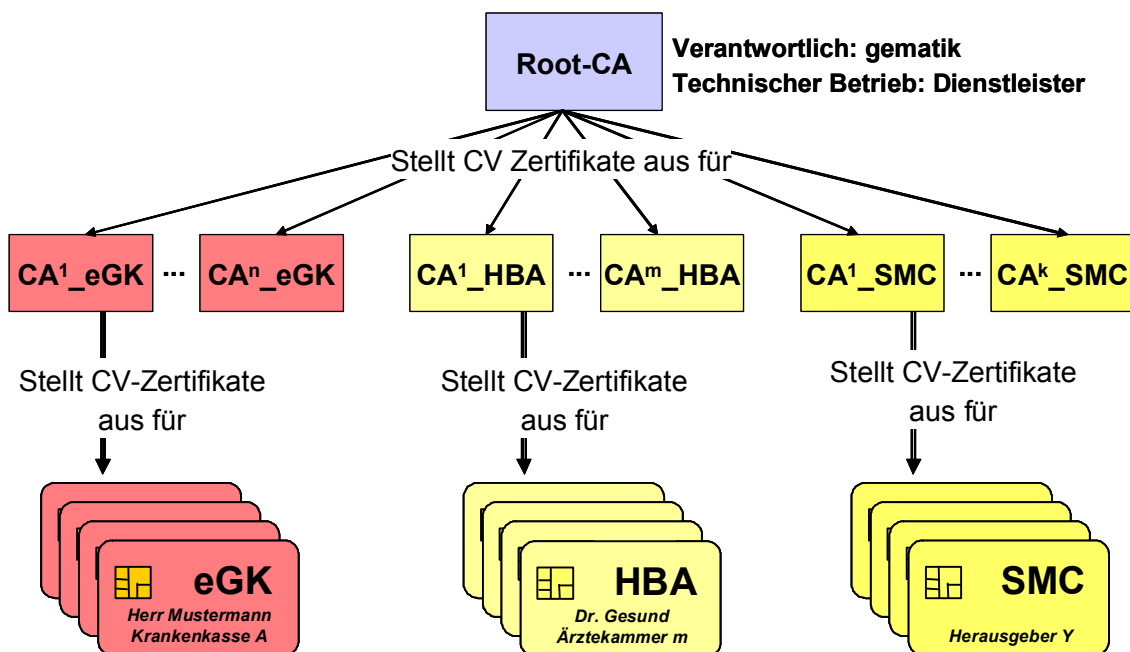 Root-CA
Verantwortlich: gematik
Technischer Betrieb: Dienstleister
Stellt CV Zertifikate aus für
CA¹_eGK ... CAⁿ_eGK
CA¹_HBA ... CAᵐ_HBA
CA¹_SMC ... CAᵏ_SMC
Stellt CV-Zertifikate
aus für
Stellt CV-Zertifikate
aus für
Stellt CV-Zertifikate
aus für
eGK
Herr Mustermann
Krankenkasse A
HBA
Dr. Gesund
Ärztekammer m
SMC
Herausgeber Y